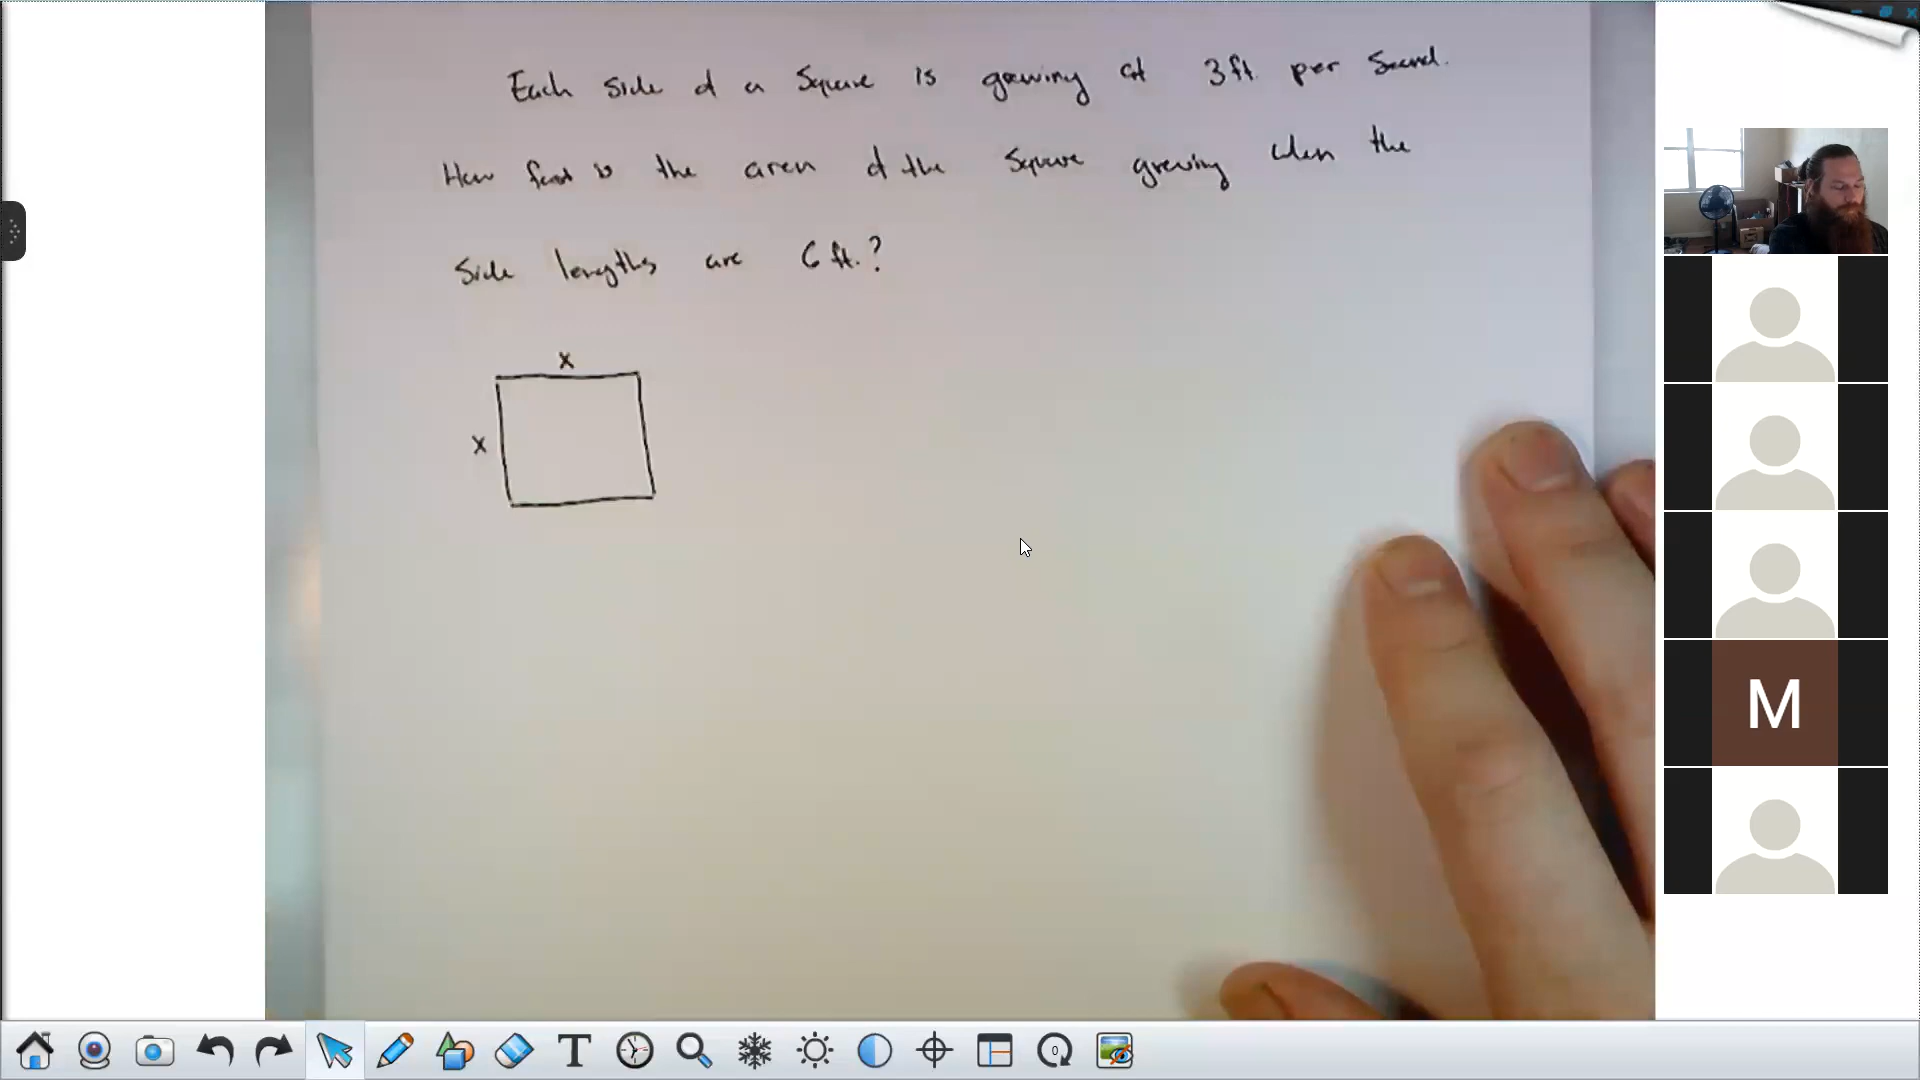 Each side of a square is growing at 3 ft. per second.
How fast is the area of the square growing when the
side lengths are 6 ft.?
x
x
M
T
0